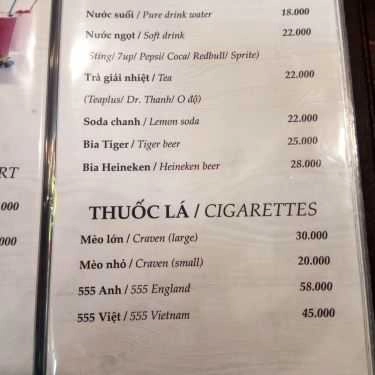 Nước suối / Pure drink water 18.000
Nước ngọt / Soft drink 22.000
(Sting/ 7up/ Pepsi/ Coca/ Redbull/ Sprite)
Trà giải nhiệt / Tea 22.000
(Teaplus/ Dr. Thanh/ O độ)
Soda chanh / Lemon soda 22.000
Bia Tiger / Tiger beer 25.000
Bia Heineken / Heineken beer 28.000
THUỐC LÁ / CIGARETTES
Mèo lớn / Craven (large) 30.000
Mèo nhỏ / Craven (small) 20.000
555 Anh / 555 England 58.000
555 Việt / 555 Vietnam 45.000